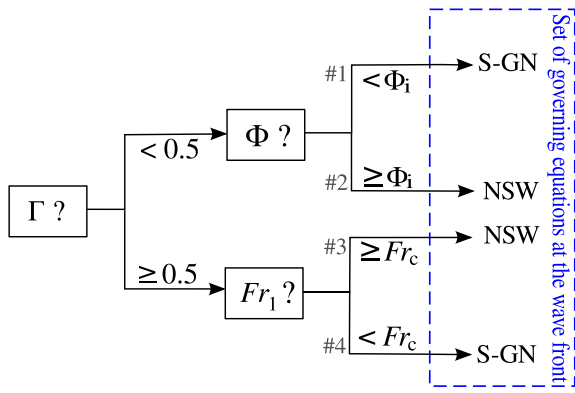 #1
< Φi
S-GN
< 0.5
Φ ?
#2
≥Φi
NSW
Γ ?
#3
≥Frc
NSW
≥0.5
Fr1 ?
#4
< Frc
S-GN
Set of governing equations at the wave front